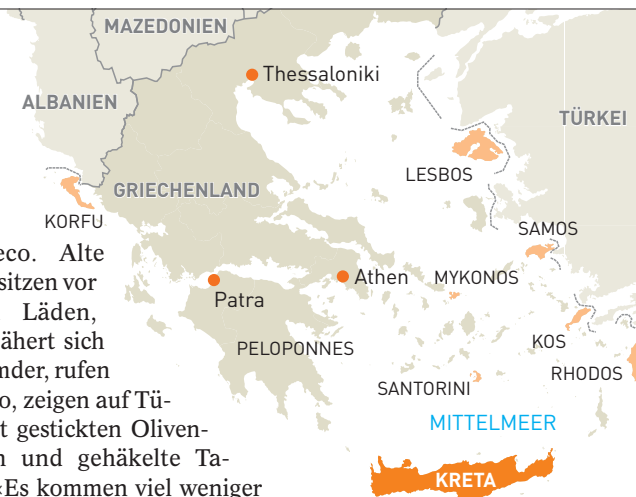 MAZEDONIEN
Thessaloniki
ALBANIEN
TÜRKEI
LESBOS
GRIECHENLAND
KORFU
SAMOS
Athen
MYKONOS
Patra
KOS
PELOPONNES
RHODOS
SANTORINI
MITTELMEER
KRETA
eco. Alte
sitzen vor
Läden,
ähert sich
mder, rufen
o, zeigen auf Tü-
t gestickten Oliven-
n und gehäkelte Ta-
«Es kommen viel weniger